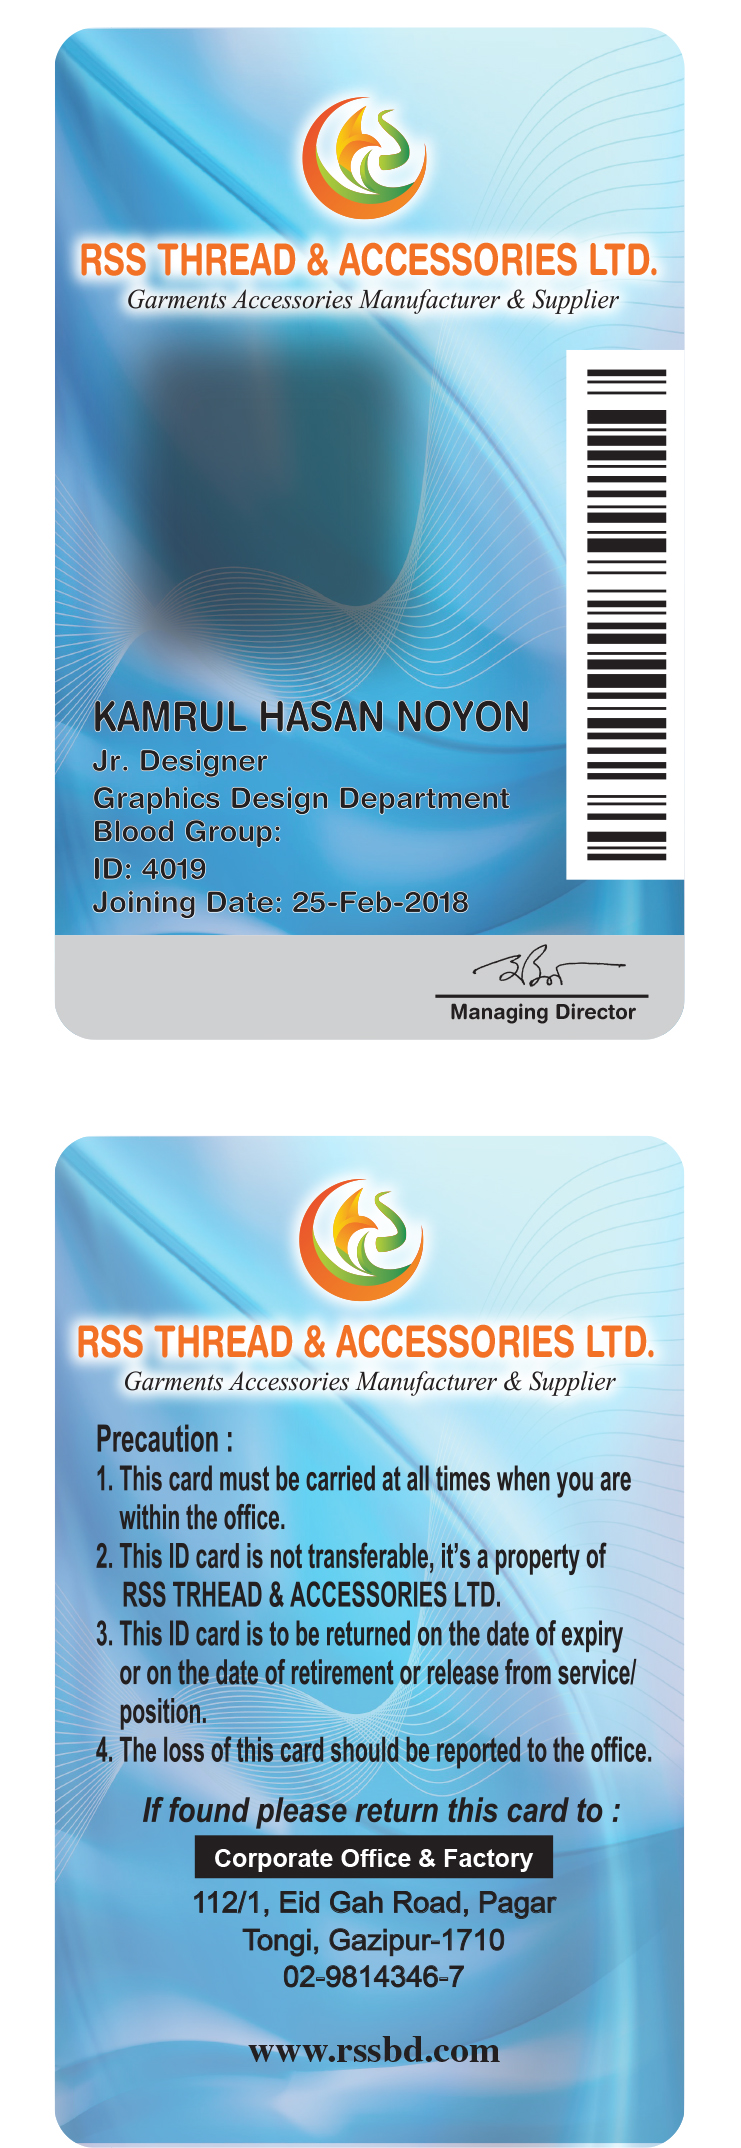 RSS THREAD & ACCESSORIES LTD.
Garments Accessories Manufacturer & Supplier
KAMRUL HASAN NOYON
Jr. Designer
Graphics Design Department
Blood Group:
ID: 4019
Joining Date: 25-Feb-2018
Managing Director
RSS THREAD & ACCESSORIES LTD.
Garments Accessories Manufacturer & Supplier
Precaution :
1. This card must be carried at all times when you are
within the office.
2. This ID card is not transferable, it's a property of
RSS TRHEAD & ACCESSORIES LTD.
3. This ID card is to be returned on the date of expiry
or on the date of retirement or release from service/
position.
4. The loss of this card should be reported to the office.
If found please return this card to :
Corporate Office & Factory
112/1, Eid Gah Road, Pagar
Tongi, Gazipur-1710
02-9814346-7
www.rssbd.com